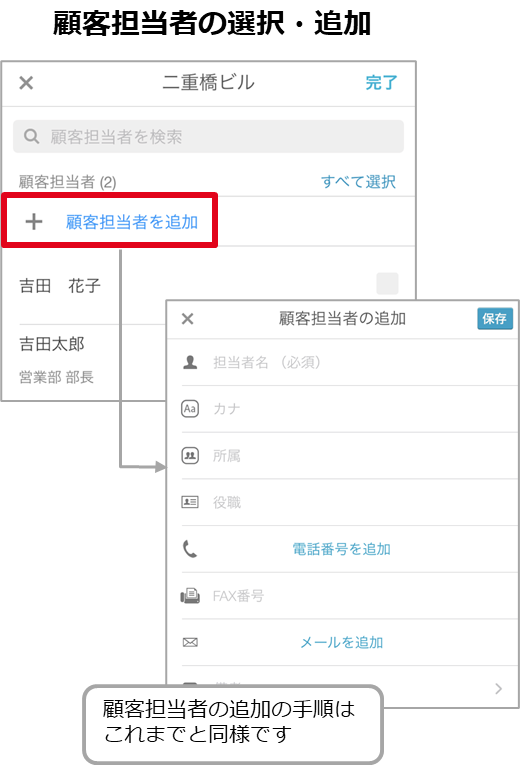 顧客担当者の選択・追加
二重橋ビル
完了
顧客担当者を検索
顧客担当者 (2)
すべて選択
顧客担当者を追加
吉田　花子
吉田太郎
営業部 部長
顧客担当者の追加
保存
担当者名 （必須）
Aa
カナ
所属
役職
電話番号を追加
FAX番号
メールを追加
顧客担当者の追加の手順は
これまでと同様です